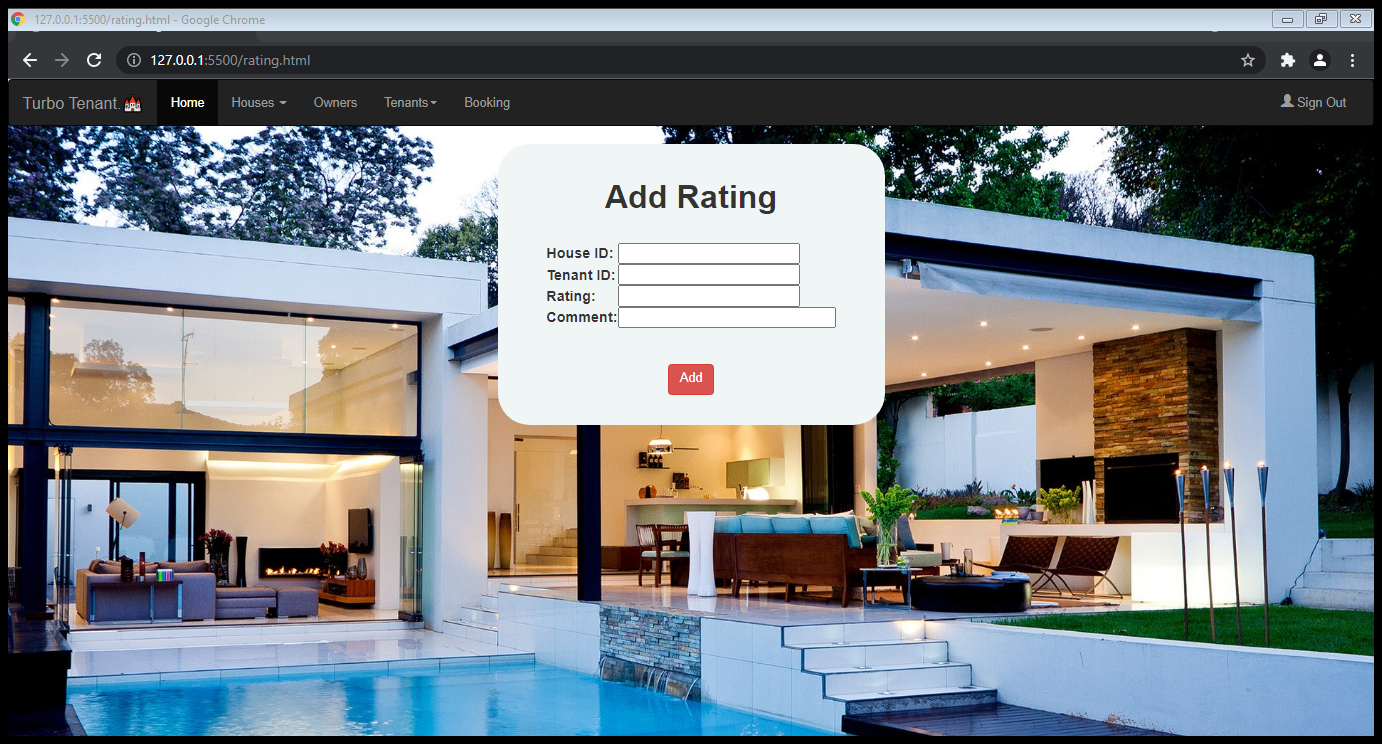 127.0.0.1:5500/rating.html - Google Chrome
127.0.0.1:5500/rating.html
Turbo Tenant. Home Houses Owners Tenants Booking Sign Out
Add Rating
House ID:
Tenant ID:
Rating:
Comment:
Add